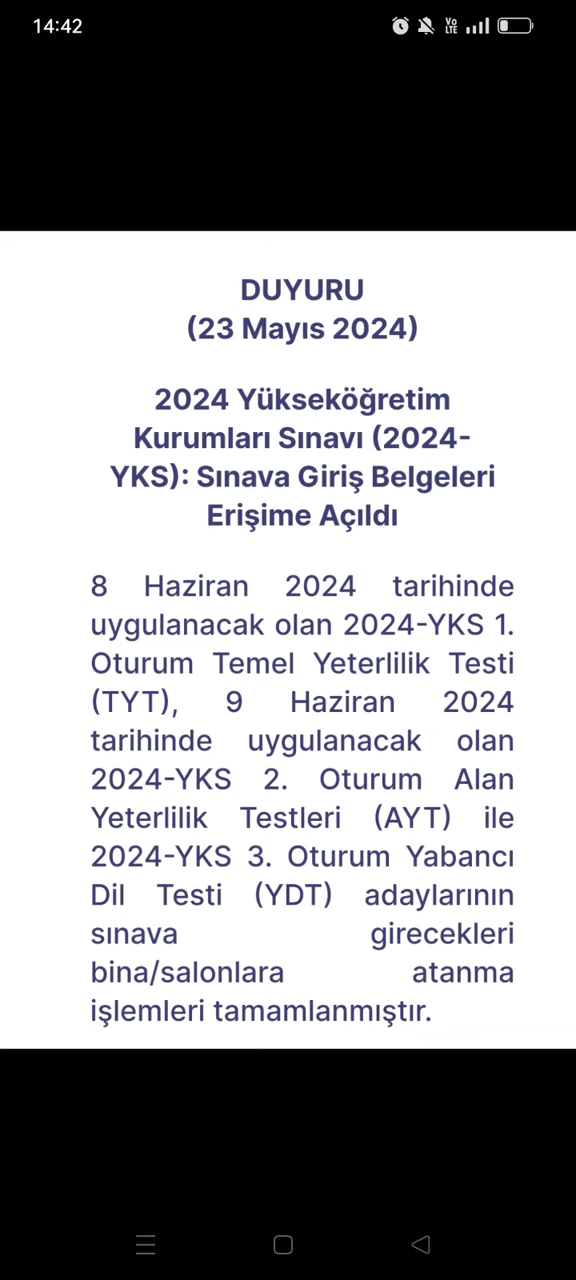 14:42
Vo
LTE
DUYURU
(23 Mayıs 2024)
2024 Yükseköğretim
Kurumları Sınavı (2024-
YKS): Sınava Giriş Belgeleri
Erişime Açıldı
8 Haziran 2024 tarihinde
uygulanacak olan 2024-YKS 1.
Oturum Temel Yeterlilik Testi
(TYT), 9 Haziran 2024
tarihinde uygulanacak olan
2024-YKS 2. Oturum Alan
Yeterlilik Testleri (AYT) ile
2024-YKS 3. Oturum Yabancı
Dil Testi (YDT) adaylarının
sınava girecekleri
bina/salonlara atanma
işlemleri tamamlanmıştır.